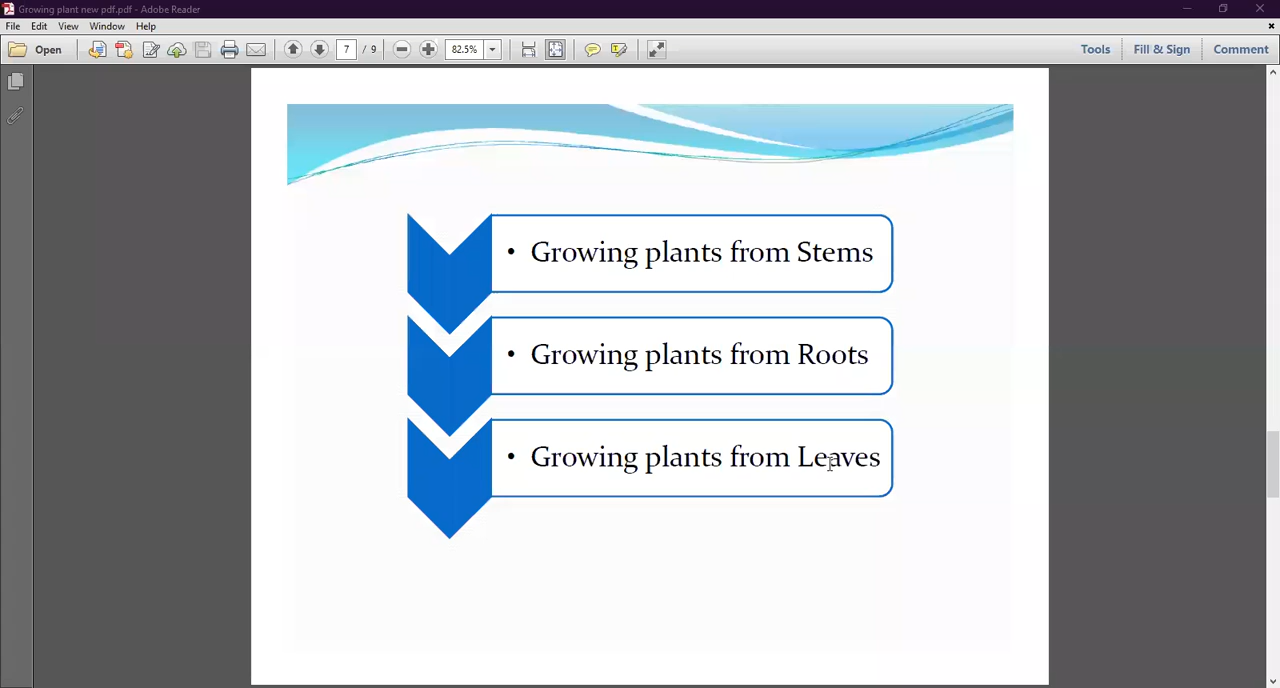 Growing plant new pdf.pdf - Adobe Reader
File Edit View Window Help
Open 7 / 9 82.5% Tools Fill & Sign Comment
• Growing plants from Stems
• Growing plants from Roots
• Growing plants from Leaves